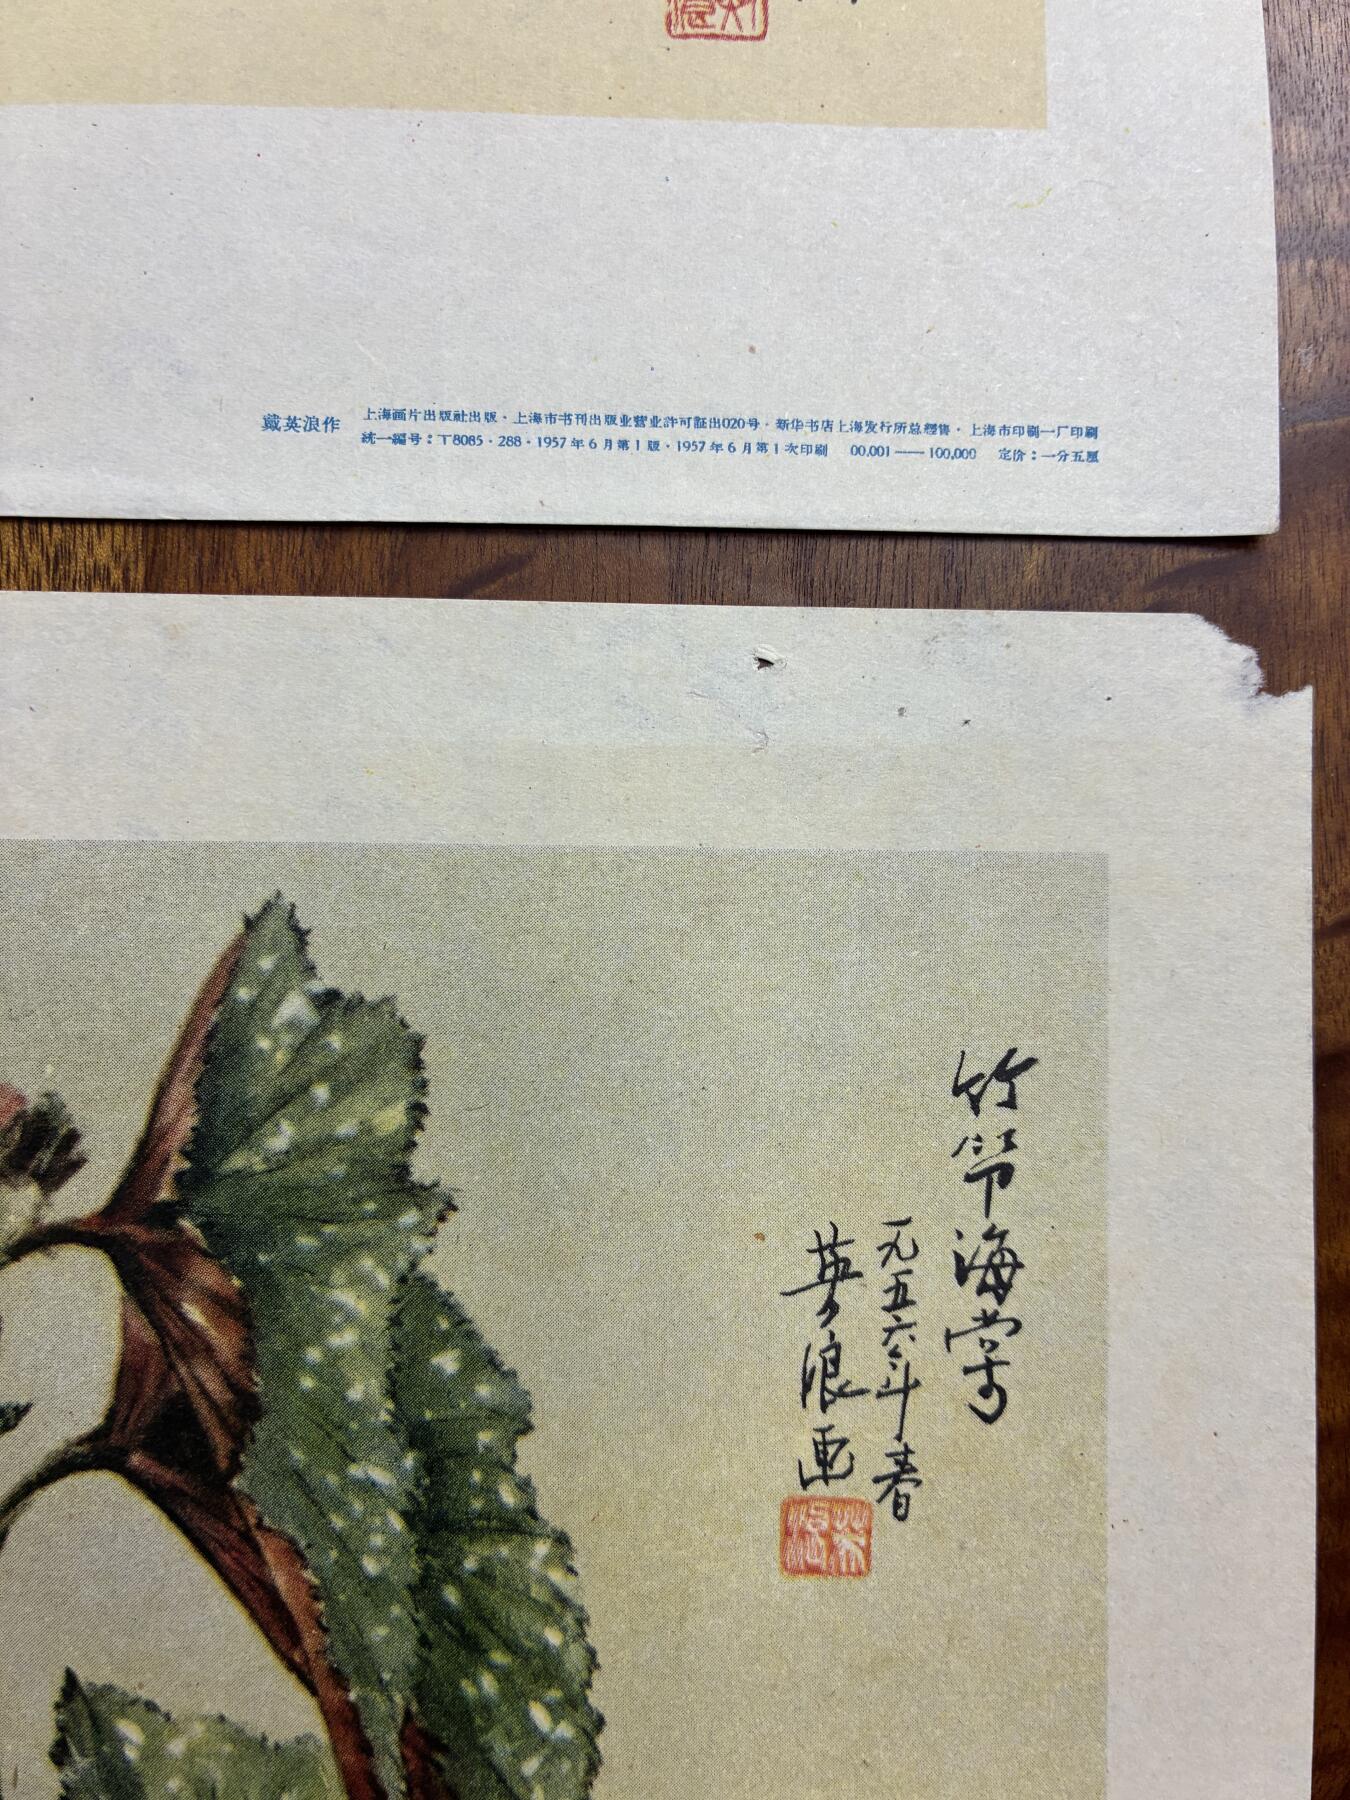 戴英浪作
上海画片出版社出版·上海市书刊出版业营业許可証出020号·新华书店上海发行所总經售·上海市印刷一厂印刷
統一編号：T8085·288·1957年6月第1版·1957年6月第1次印刷 00,001——100,000 定价：一分五厘
竹节海棠
一九五六年春
英浪画
英浪